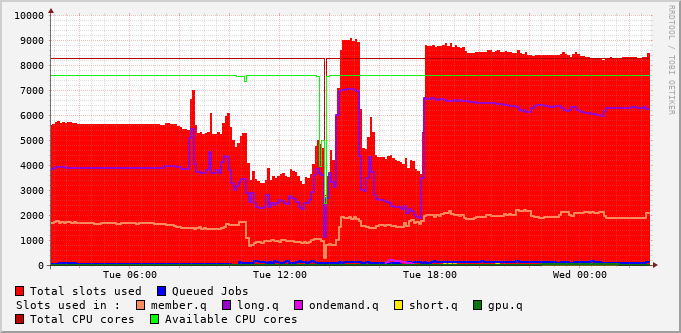 10000
9000
8000
7000
6000
5000
4000
3000
2000
1000
0
Tue 06:00 Tue 12:00 Tue 18:00 Wed 00:00
RRDTOOL / TOBI OETIKER
Total slots used Queued Jobs
Slots used in : member.q long.q ondemand.q short.q gpu.q
Total CPU cores Available CPU cores